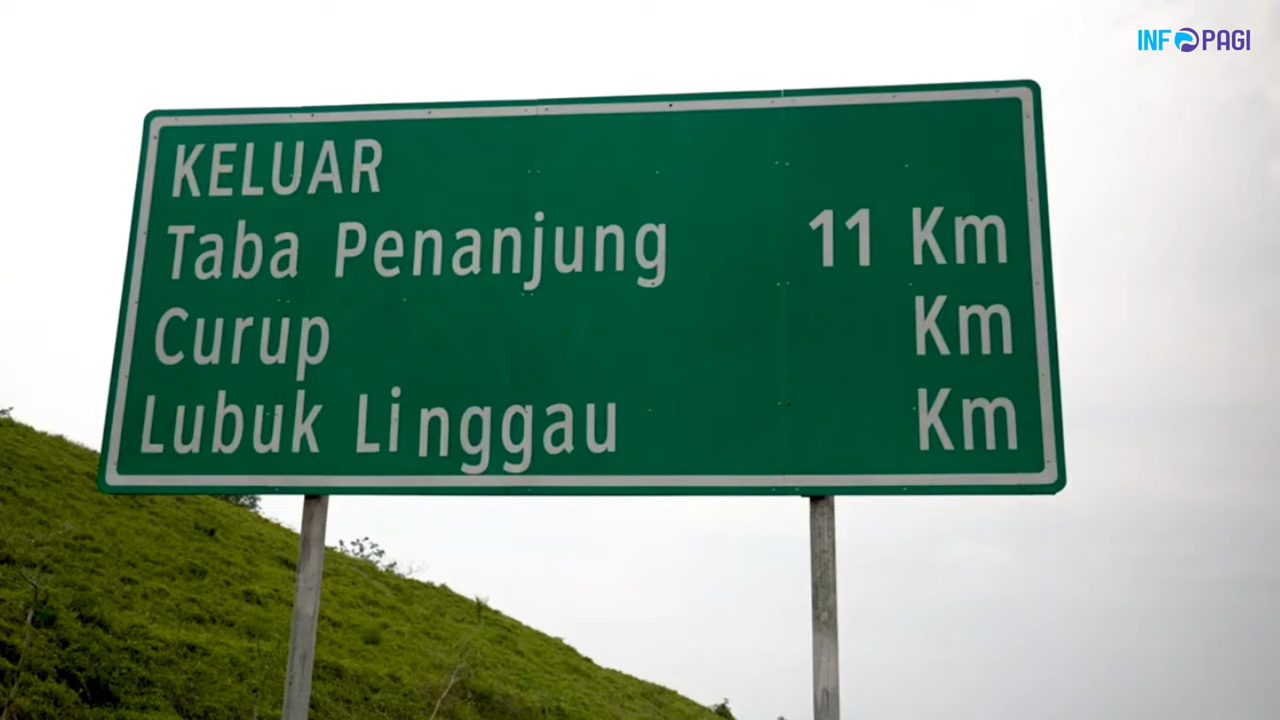 INFOPAGI
KELUAR
Taba Penanjung 11 Km
Curup Km
Lubuk Linggau Km